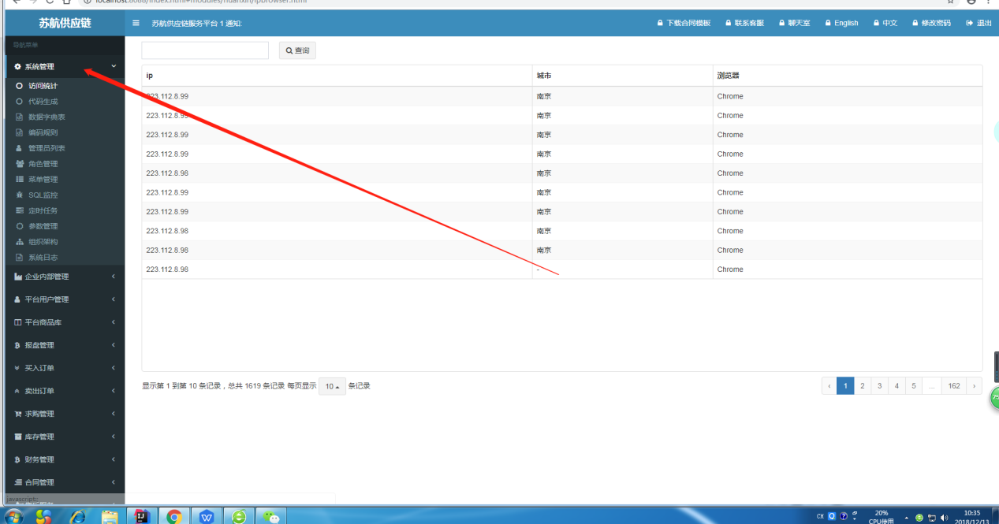 localhost:8088/index.html#modules/huanxin/ipbrowser.html
苏航供应链
苏航供应链服务平台 1 通知:
下载合同模板 联系客服 聊天室 English 中文 修改密码 退出
导航菜单
系统管理
访问统计
代码生成
数据字典表
编码规则
管理员列表
角色管理
菜单管理
SQL监控
定时任务
参数管理
组织架构
系统日志
企业内部管理
平台用户管理
平台商品库
报盘管理
买入订单
卖出订单
求购管理
库存管理
财务管理
合同管理
查询
ip 城市 浏览器
223.112.8.99 南京 Chrome
223.112.8.99 南京 Chrome
223.112.8.99 南京 Chrome
223.112.8.99 南京 Chrome
223.112.8.98 南京 Chrome
223.112.8.99 南京 Chrome
223.112.8.99 南京 Chrome
223.112.8.98 南京 Chrome
223.112.8.98 南京 Chrome
223.112.8.98 - Chrome
显示第 1 到第 10 条记录，总共 1619 条记录 每页显示 10 条记录
‹ 1 2 3 4 5 ... 162 ›
javascript:;
CH
20%
CPU使用
10:35
2018/12/13